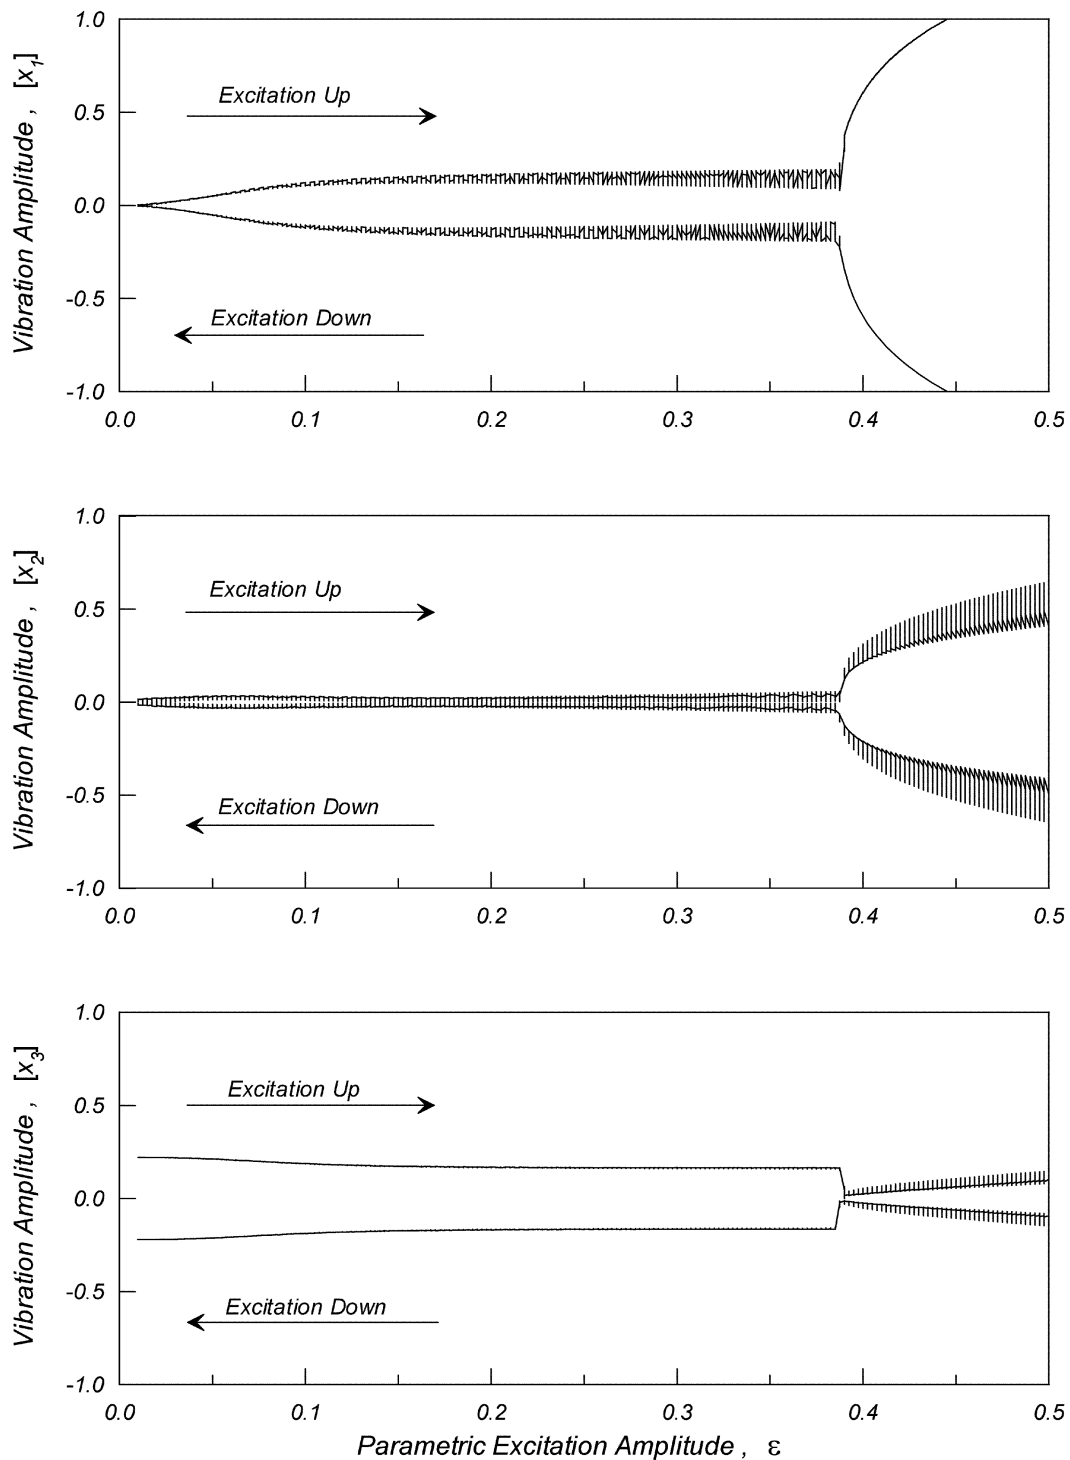 Vibration Amplitude , [x1]
1.0
Excitation Up
0.5
0.0
-0.5
Excitation Down
-1.0
0.0 0.1 0.2 0.3 0.4 0.5
Vibration Amplitude , [x2]
1.0
Excitation Up
0.5
0.0
-0.5
Excitation Down
-1.0
0.0 0.1 0.2 0.3 0.4 0.5
Vibration Amplitude , [x3]
1.0
Excitation Up
0.5
0.0
-0.5
Excitation Down
-1.0
0.0 0.1 0.2 0.3 0.4 0.5
Parametric Excitation Amplitude , ε